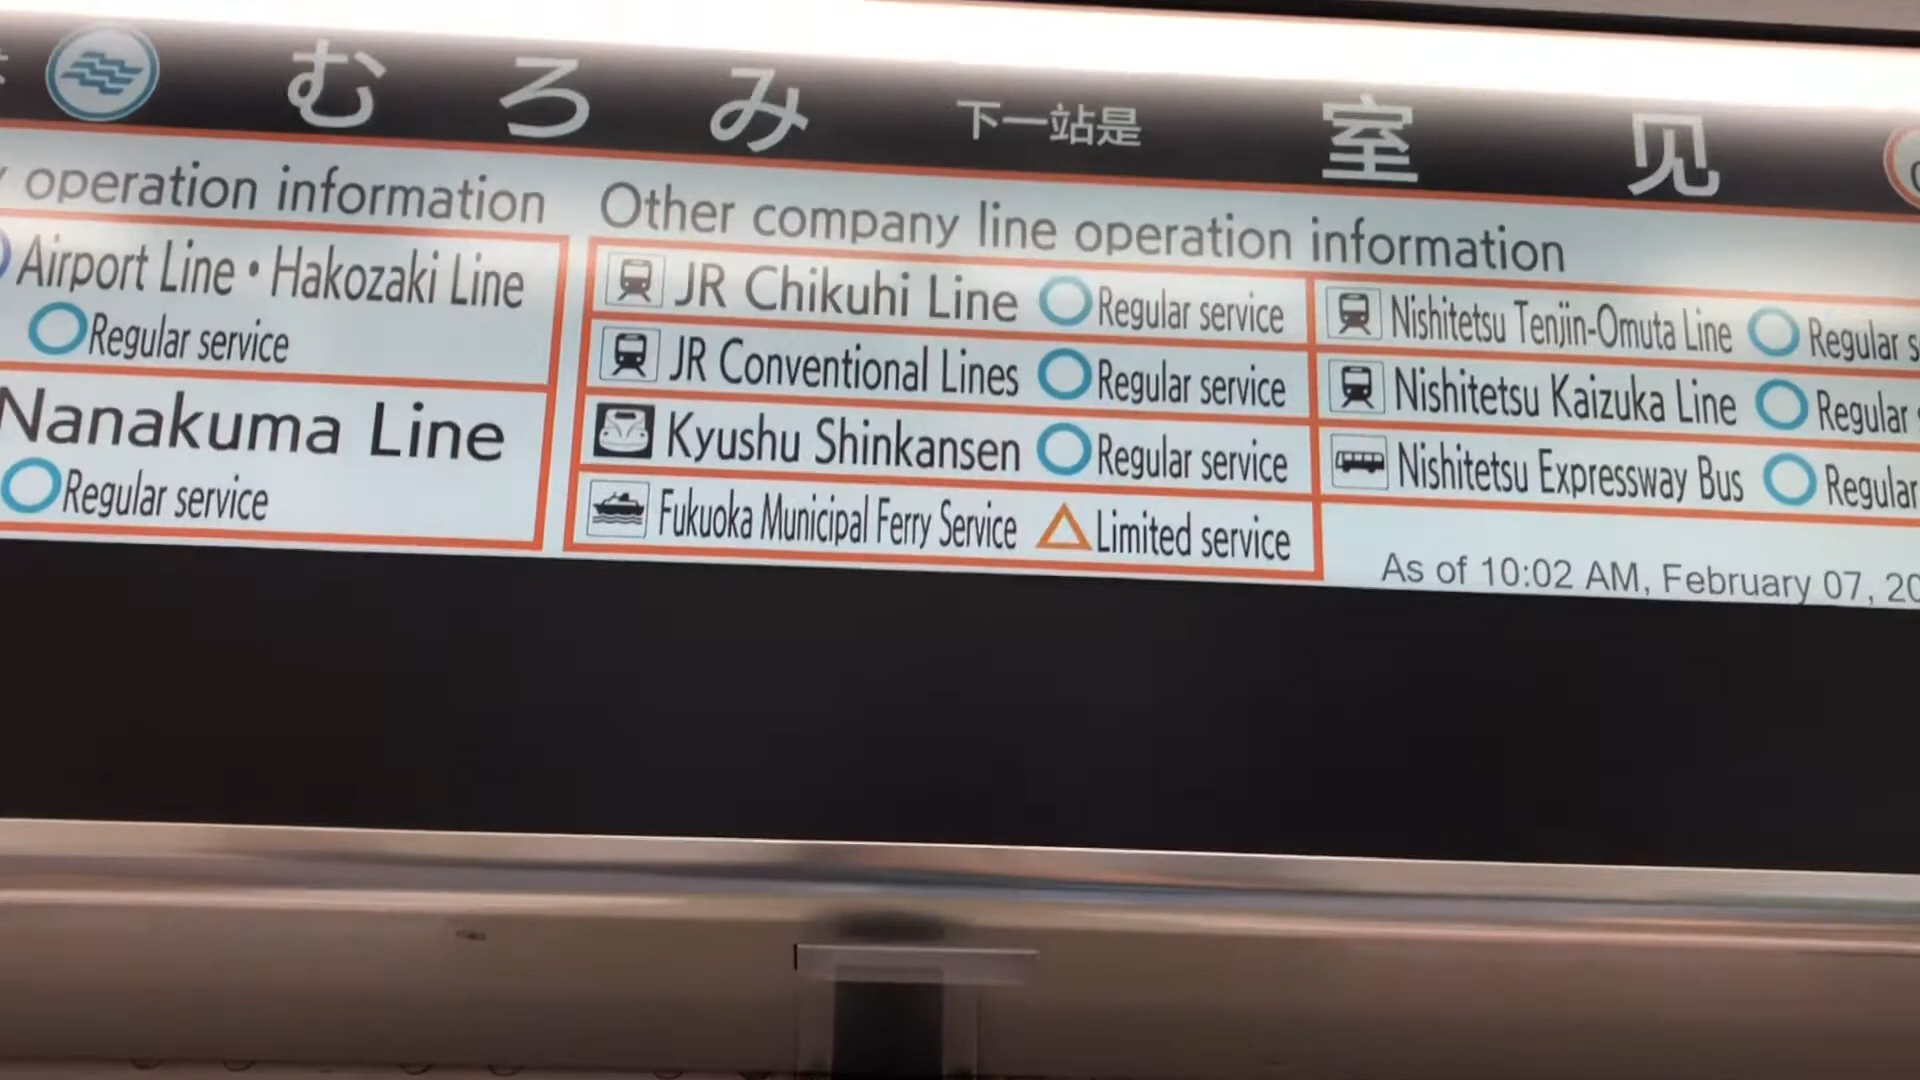 むろみ 下一站是 室见
operation information
Airport Line • Hakozaki Line
Regular service
Nanakuma Line
Regular service
Other company line operation information
JR Chikuhi Line Regular service
JR Conventional Lines Regular service
Kyushu Shinkansen Regular service
Fukuoka Municipal Ferry Service Limited service
Nishitetsu Tenjin-Omuta Line Regular s
Nishitetsu Kaizuka Line Regular
Nishitetsu Expressway Bus Regular
As of 10:02 AM, February 07, 20